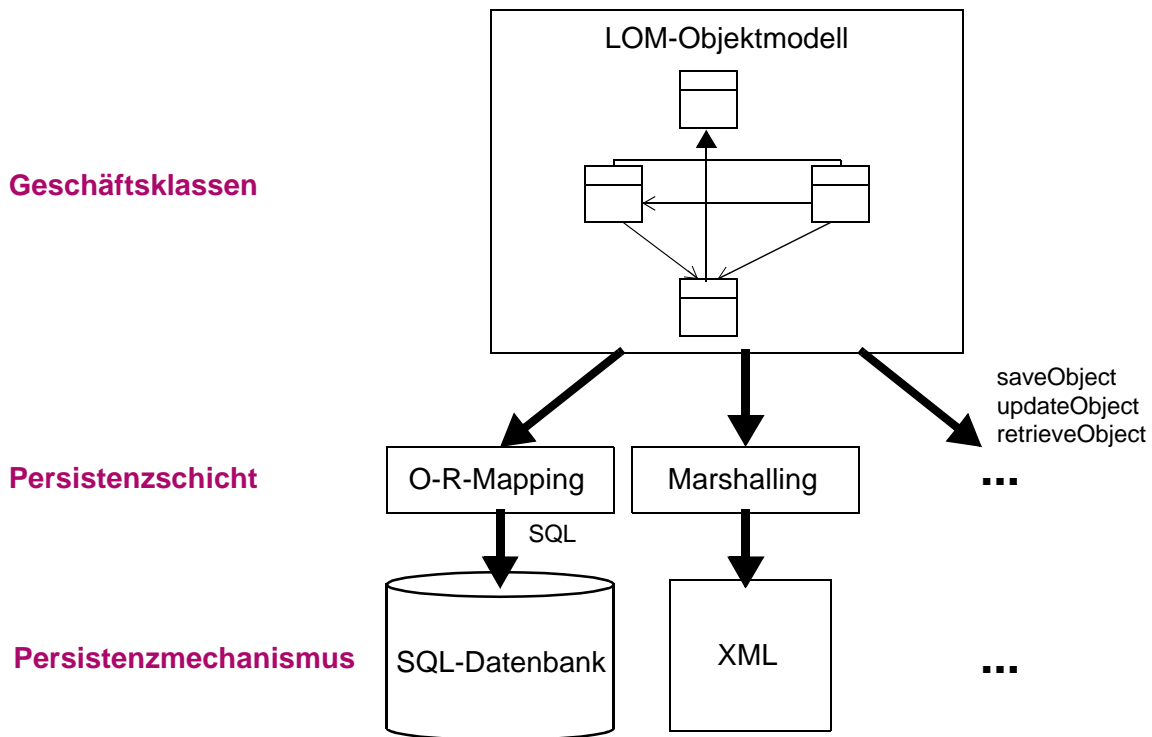 LOM-Objektmodell
Geschäftsklassen
saveObject
updateObject
retrieveObject
Persistenzschicht
O-R-Mapping
Marshalling
...
SQL
Persistenzmechanismus
SQL-Datenbank
XML
...